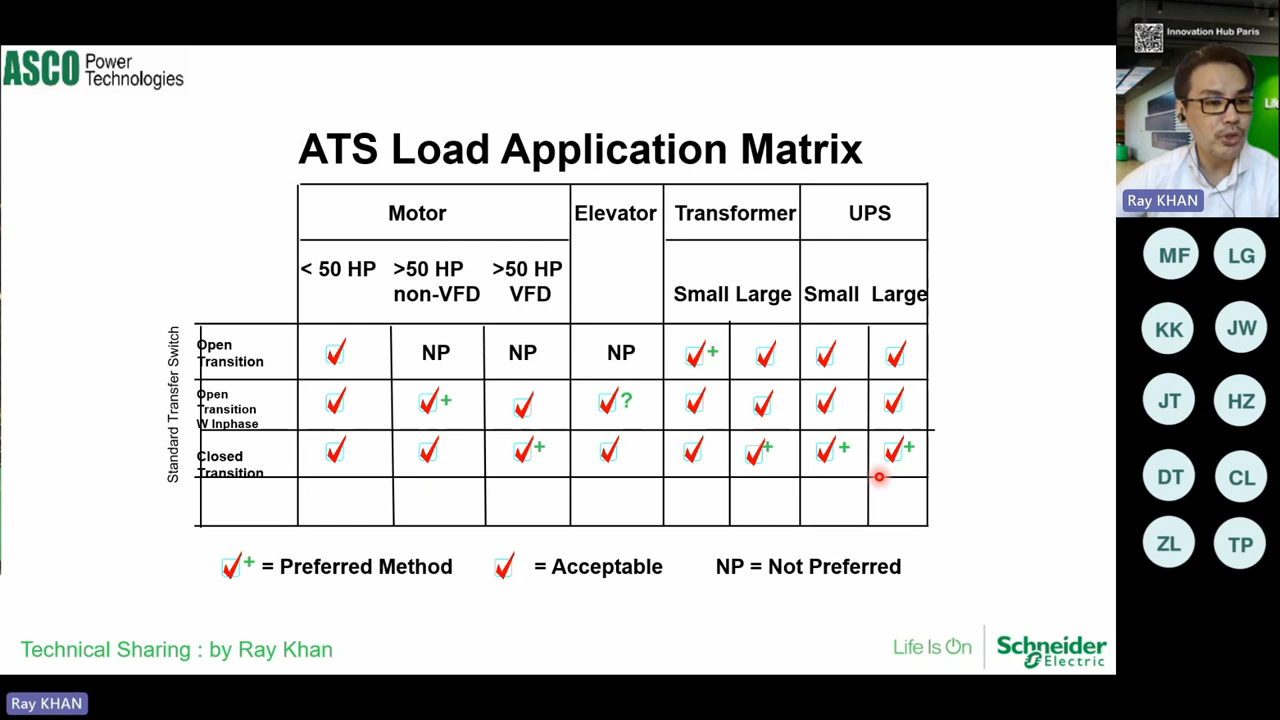 ASCO Power
Technologies
Innovation Hub Paris
Life
Ray KHAN
ATS Load Application Matrix
Motor Elevator Transformer UPS
< 50 HP >50 HP >50 HP
non-VFD VFD Small Large Small Large
Standard Transfer Switch
Open
Transition
NP NP NP +
Open
Transition
W Inphase
+ ?
Closed
Transition
+ + + +
+ = Preferred Method = Acceptable NP = Not Preferred
Technical Sharing : by Ray Khan
Life Is On Schneider
Electric
MF LG
KK JW
JT HZ
DT CL
ZL TP
Ray KHAN